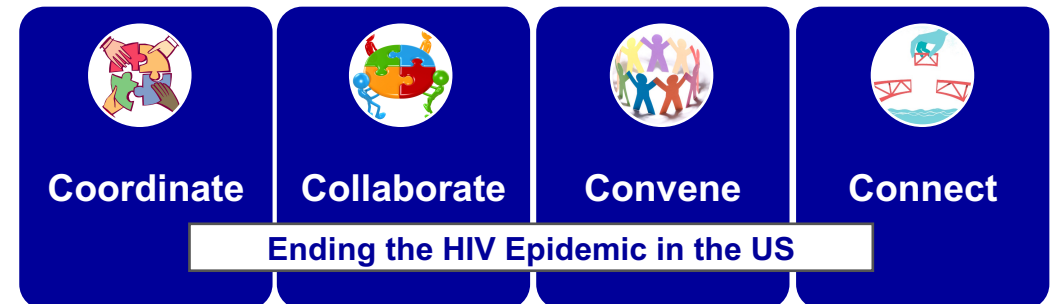 Coordinate
Collaborate
Convene
Connect
Ending the HIV Epidemic in the US